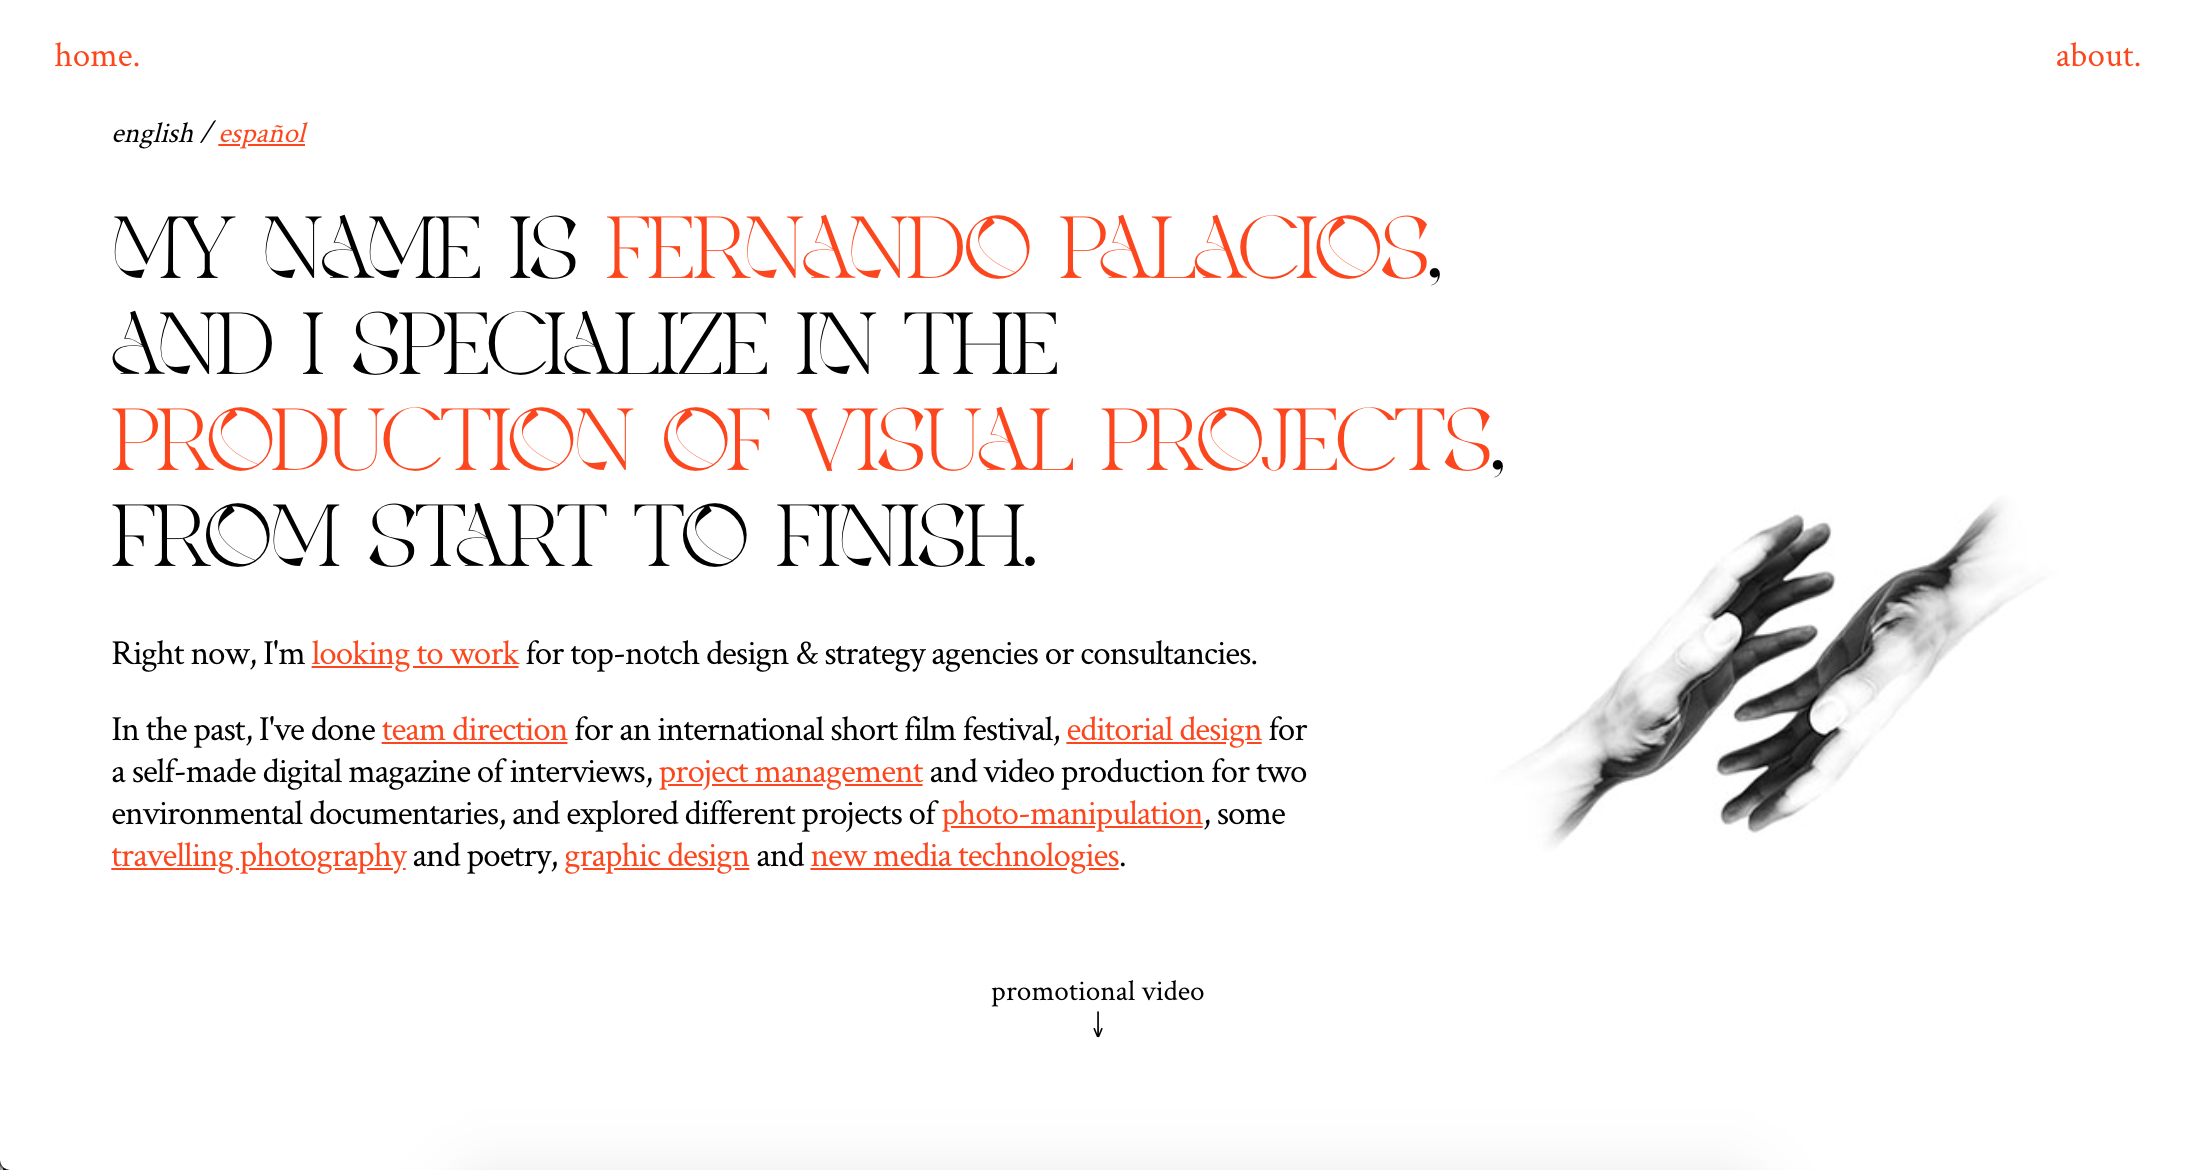 home.
about.
english / español
MY NAME IS FERNANDO PALACIOS,
AND I SPECIALIZE IN THE
PRODUCTION OF VISUAL PROJECTS,
FROM START TO FINISH.
Right now, I'm looking to work for top-notch design & strategy agencies or consultancies.
In the past, I've done team direction for an international short film festival, editorial design for
a self-made digital magazine of interviews, project management and video production for two
environmental documentaries, and explored different projects of photo-manipulation, some
travelling photography and poetry, graphic design and new media technologies.
promotional video
↓